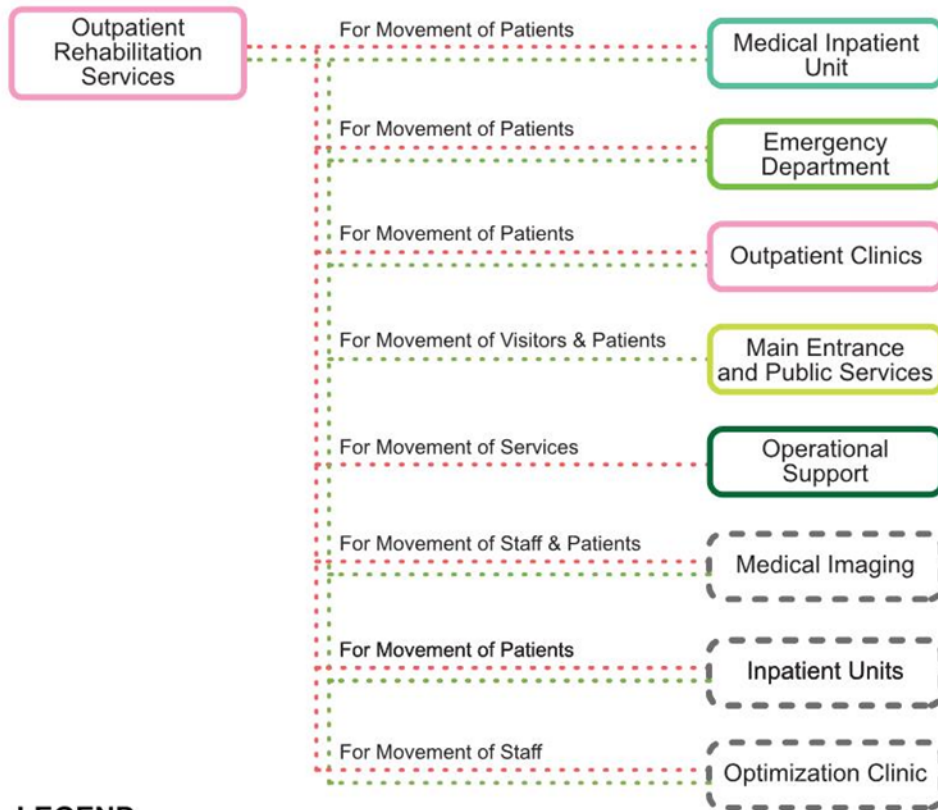 Outpatient
Rehabilitation
Services
For Movement of Patients
Medical Inpatient
Unit
For Movement of Patients
Emergency
Department
For Movement of Patients
Outpatient Clinics
For Movement of Visitors & Patients
Main Entrance
and Public Services
For Movement of Services
Operational
Support
For Movement of Staff & Patients
Medical Imaging
For Movement of Patients
Inpatient Units
For Movement of Staff
Optimization Clinic
LEGEND